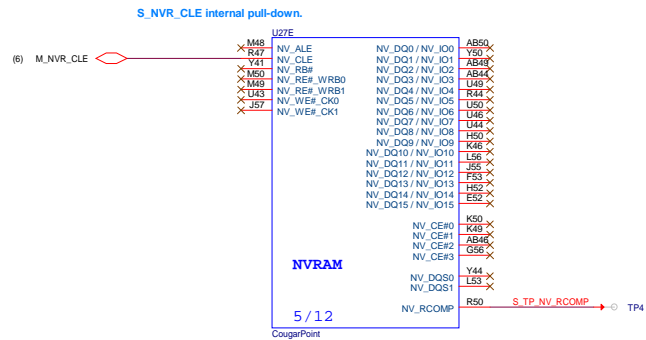 S_NVR_CLE internal pull-down.
U27E
M48 NV_ALE NV_DQ0 / NV_IO0 AB50
(6) M_NVR_CLE R47 NV_CLE NV_DQ1 / NV_IO1 Y50
Y41 NV_RB# NV_DQ2 / NV_IO2 AB49
M50 NV_RE#_WRB0 NV_DQ3 / NV_IO3 AB44
M49 NV_RE#_WRB1 NV_DQ4 / NV_IO4 U49
U43 NV_WE#_CK0 NV_DQ5 / NV_IO5 R44
J57 NV_WE#_CK1 NV_DQ6 / NV_IO6 U50
NV_DQ7 / NV_IO7 U46
NV_DQ8 / NV_IO8 U44
NV_DQ9 / NV_IO9 H50
NV_DQ10 / NV_IO10 K46
NV_DQ11 / NV_IO11 L56
NV_DQ12 / NV_IO12 J55
NV_DQ13 / NV_IO13 F53
NV_DQ14 / NV_IO14 H52
NV_DQ15 / NV_IO15 E52
NV_CE#0 K50
NV_CE#1 K49
NV_CE#2 AB46
NV_CE#3 G56
NVRAM
NV_DQS0 Y44
NV_DQS1 L53
NV_RCOMP R50 S_TP_NV_RCOMP TP4
5/12
CougarPoint